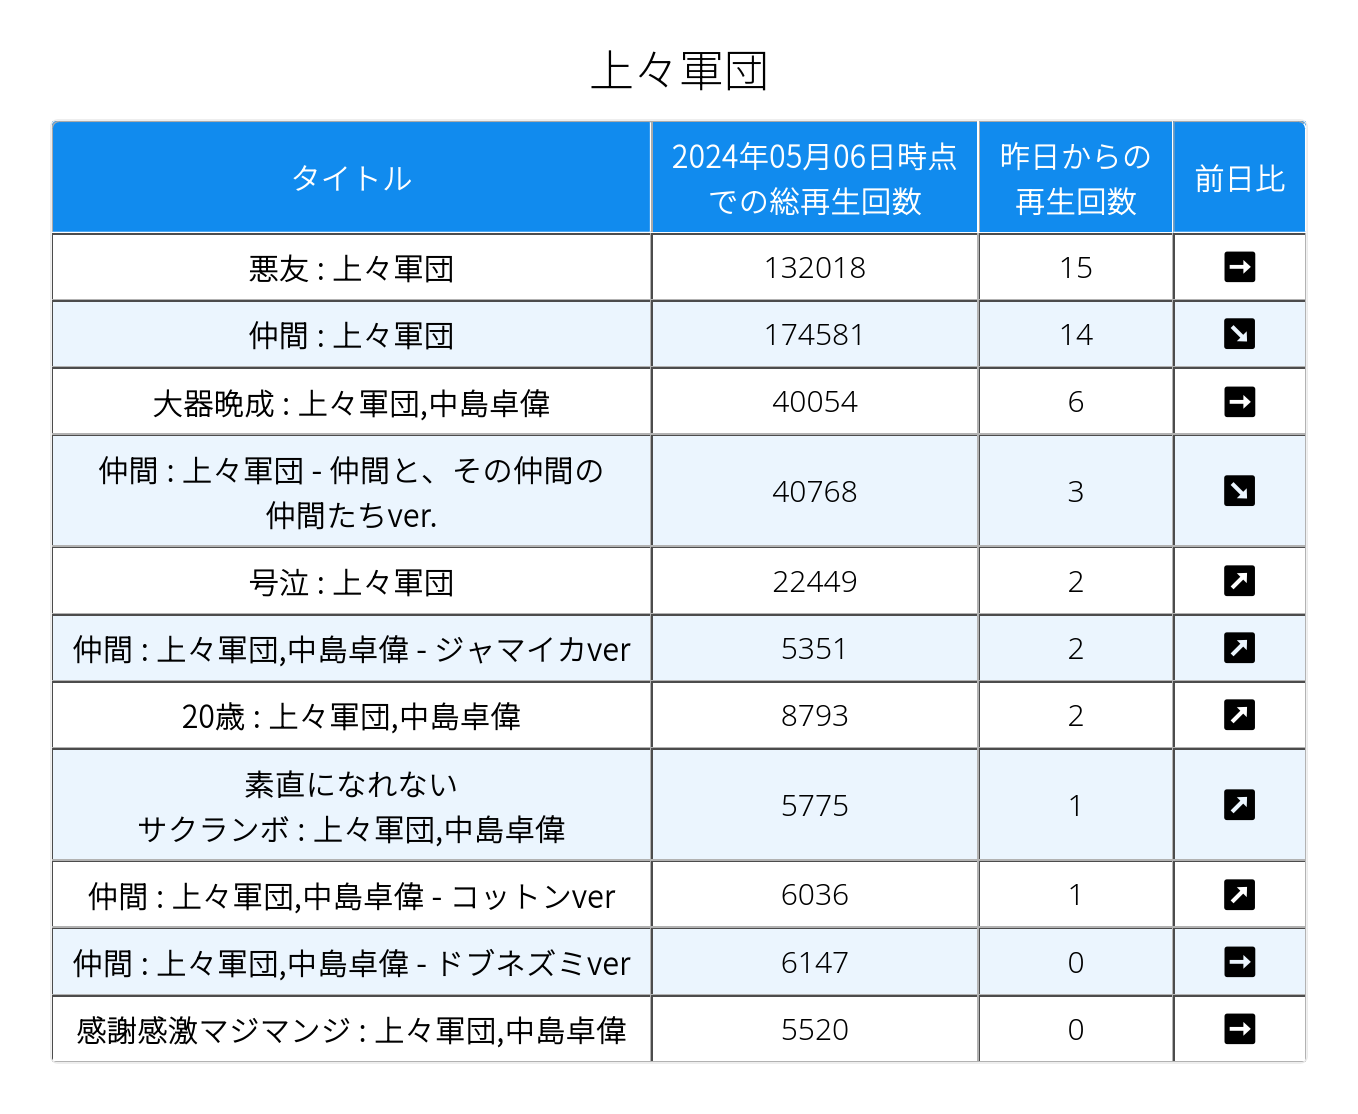 上々軍団
タイトル
2024年05月06日時点
での総再生回数
昨日からの
再生回数
前日比
悪友 : 上々軍団
132018
15
➡
仲間 : 上々軍団
174581
14
↘
大器晩成 : 上々軍団,中島卓偉
40054
6
➡
仲間 : 上々軍団 - 仲間と、その仲間の
仲間たちver.
40768
3
↘
号泣 : 上々軍団
22449
2
↗
仲間 : 上々軍団,中島卓偉 - ジャマイカver
5351
2
↗
20歳 : 上々軍団,中島卓偉
8793
2
↗
素直になれない
サクランボ : 上々軍団,中島卓偉
5775
1
↗
仲間 : 上々軍団,中島卓偉 - コットンver
6036
1
↗
仲間 : 上々軍団,中島卓偉 - ドブネズミver
6147
0
➡
感謝感激マジマンジ : 上々軍団,中島卓偉
5520
0
➡